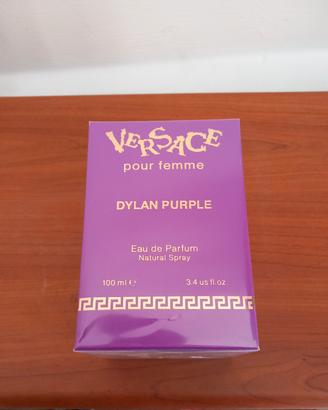 VERSACE
pour femme
DYLAN PURPLE
Eau de Parfum
Natural Spray
100 ml ℮ 3.4 us fl.oz